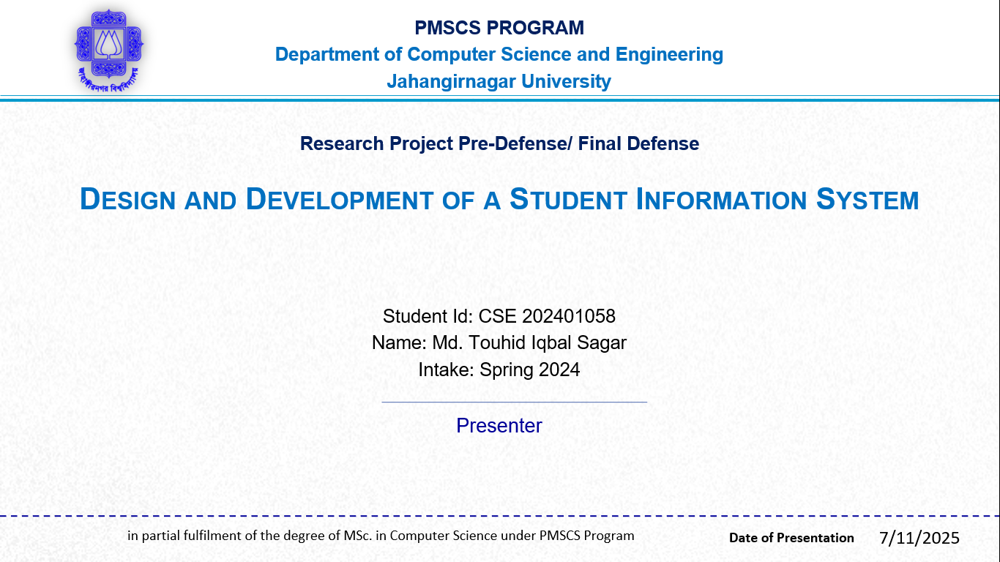 PMSCS PROGRAM
Department of Computer Science and Engineering
Jahangirnagar University
জাহাঙ্গীরনগর বিশ্ববিদ্যালয়
Research Project Pre-Defense/ Final Defense
DESIGN AND DEVELOPMENT OF A STUDENT INFORMATION SYSTEM
Student Id: CSE 202401058
Name: Md. Touhid Iqbal Sagar
Intake: Spring 2024
Presenter
in partial fulfilment of the degree of MSc. in Computer Science under PMSCS Program
Date of Presentation 7/11/2025